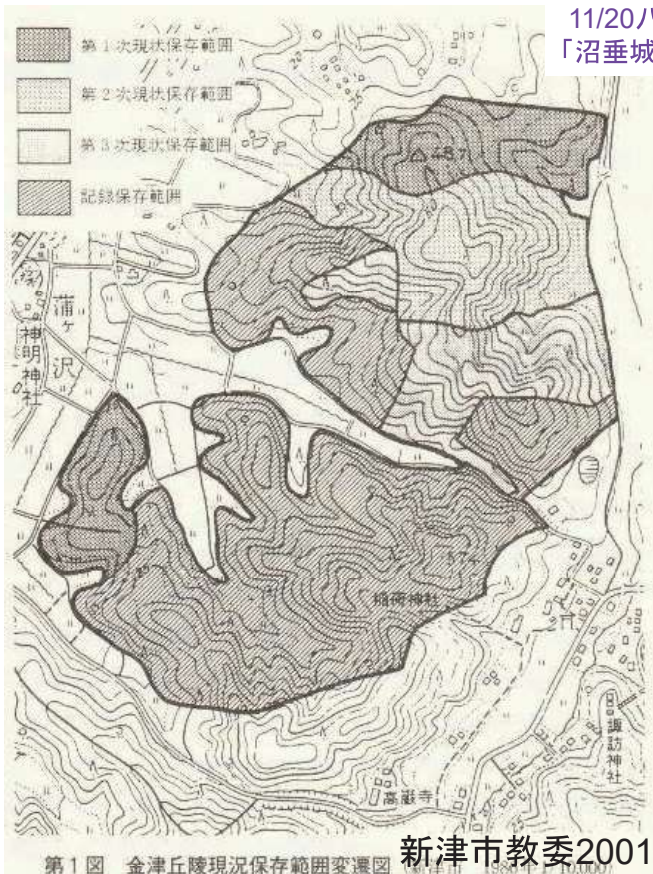 11/20
「沼垂城
第1次現状保存範囲
第2次現状保存範囲
第3次現状保存範囲
記録保存範囲
蒲ヶ沢
神明神社
稲荷神社
諏訪神社
高巌寺
第1図 金津丘陵現況保存範囲変遷図
新津市教委2001